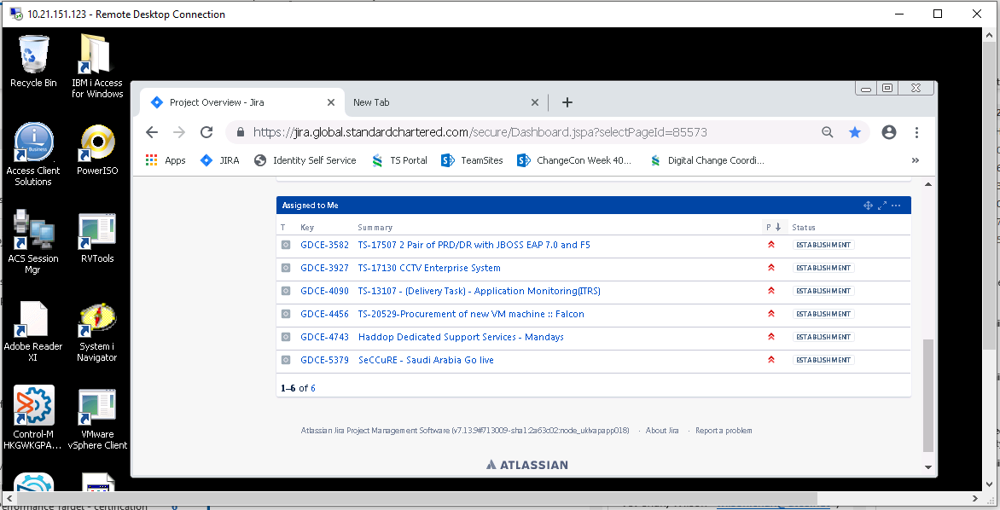 10.21.151.123 - Remote Desktop Connection
Recycle Bin
IBM i Access
for Windows
Access Client
Solutions
PowerISO
ACS Session
Mgr
RVTools
Adobe Reader
XI
System i
Navigator
Control-M
HKGWKGPA...
VMware
vSphere Client
Project Overview - Jira
New Tab
https://jira.global.standardchartered.com/secure/Dashboard.jspa?selectPageId=85573
Apps JIRA Identity Self Service TS Portal TeamSites ChangeCon Week 40... Digital Change Coordi... »
Assigned to Me
T Key Summary P ↓ Status
GDCE-3582 TS-17507 2 Pair of PRD/DR with JBOSS EAP 7.0 and F5 ESTABLISHMENT
GDCE-3927 TS-17130 CCTV Enterprise System ESTABLISHMENT
GDCE-4090 TS-13107 - (Delivery Task) - Application Monitoring(ITRS) ESTABLISHMENT
GDCE-4456 TS-20529-Procurement of new VM machine :: Falcon ESTABLISHMENT
GDCE-4743 Haddop Dedicated Support Services - Mandays ESTABLISHMENT
GDCE-5379 SeCCuRE - Saudi Arabia Go live ESTABLISHMENT
1–6 of 6
Atlassian Jira Project Management Software (v7.13.9#713009-sha1:2a63c02:node_uklvapapp018) · About Jira · Report a problem
ATLASSIAN